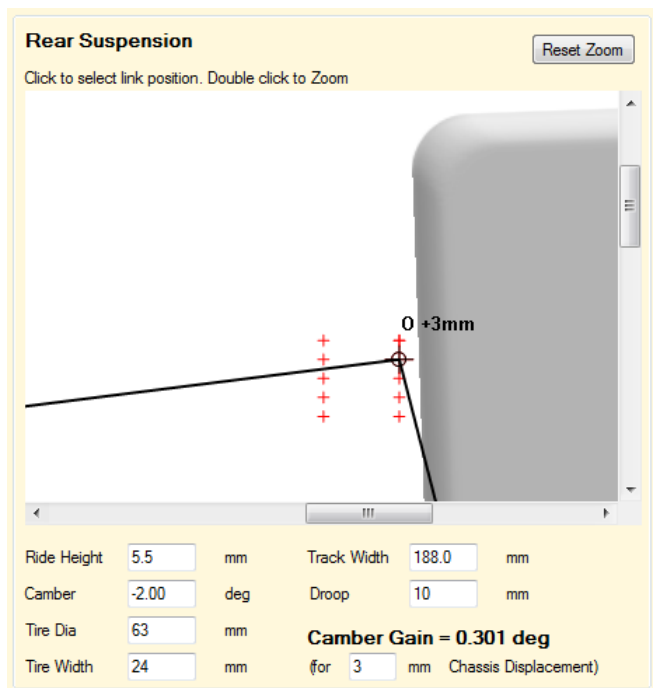 Rear Suspension
Reset Zoom
Click to select link position. Double click to Zoom
O +3mm
Ride Height 5.5 mm Track Width 188.0 mm
Camber -2.00 deg Droop 10 mm
Tire Dia 63 mm Camber Gain = 0.301 deg
Tire Width 24 mm (for 3 mm Chassis Displacement)